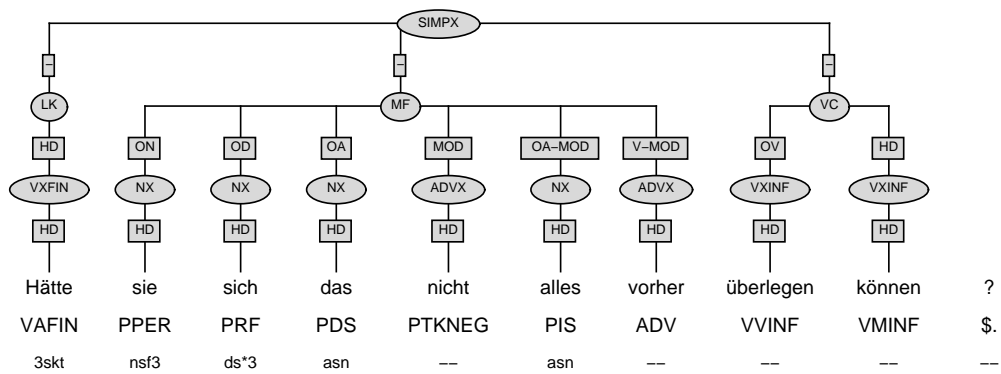 SIMPX
– – –
LK MF VC
HD ON OD OA MOD OA–MOD V–MOD OV HD
VXFIN NX NX NX ADVX NX ADVX VXINF VXINF
HD HD HD HD HD HD HD HD HD
Hätte sie sich das nicht alles vorher überlegen können ?
VAFIN PPER PRF PDS PTKNEG PIS ADV VVINF VMINF $.
3skt nsf3 ds*3 asn –– asn –– –– –– ––